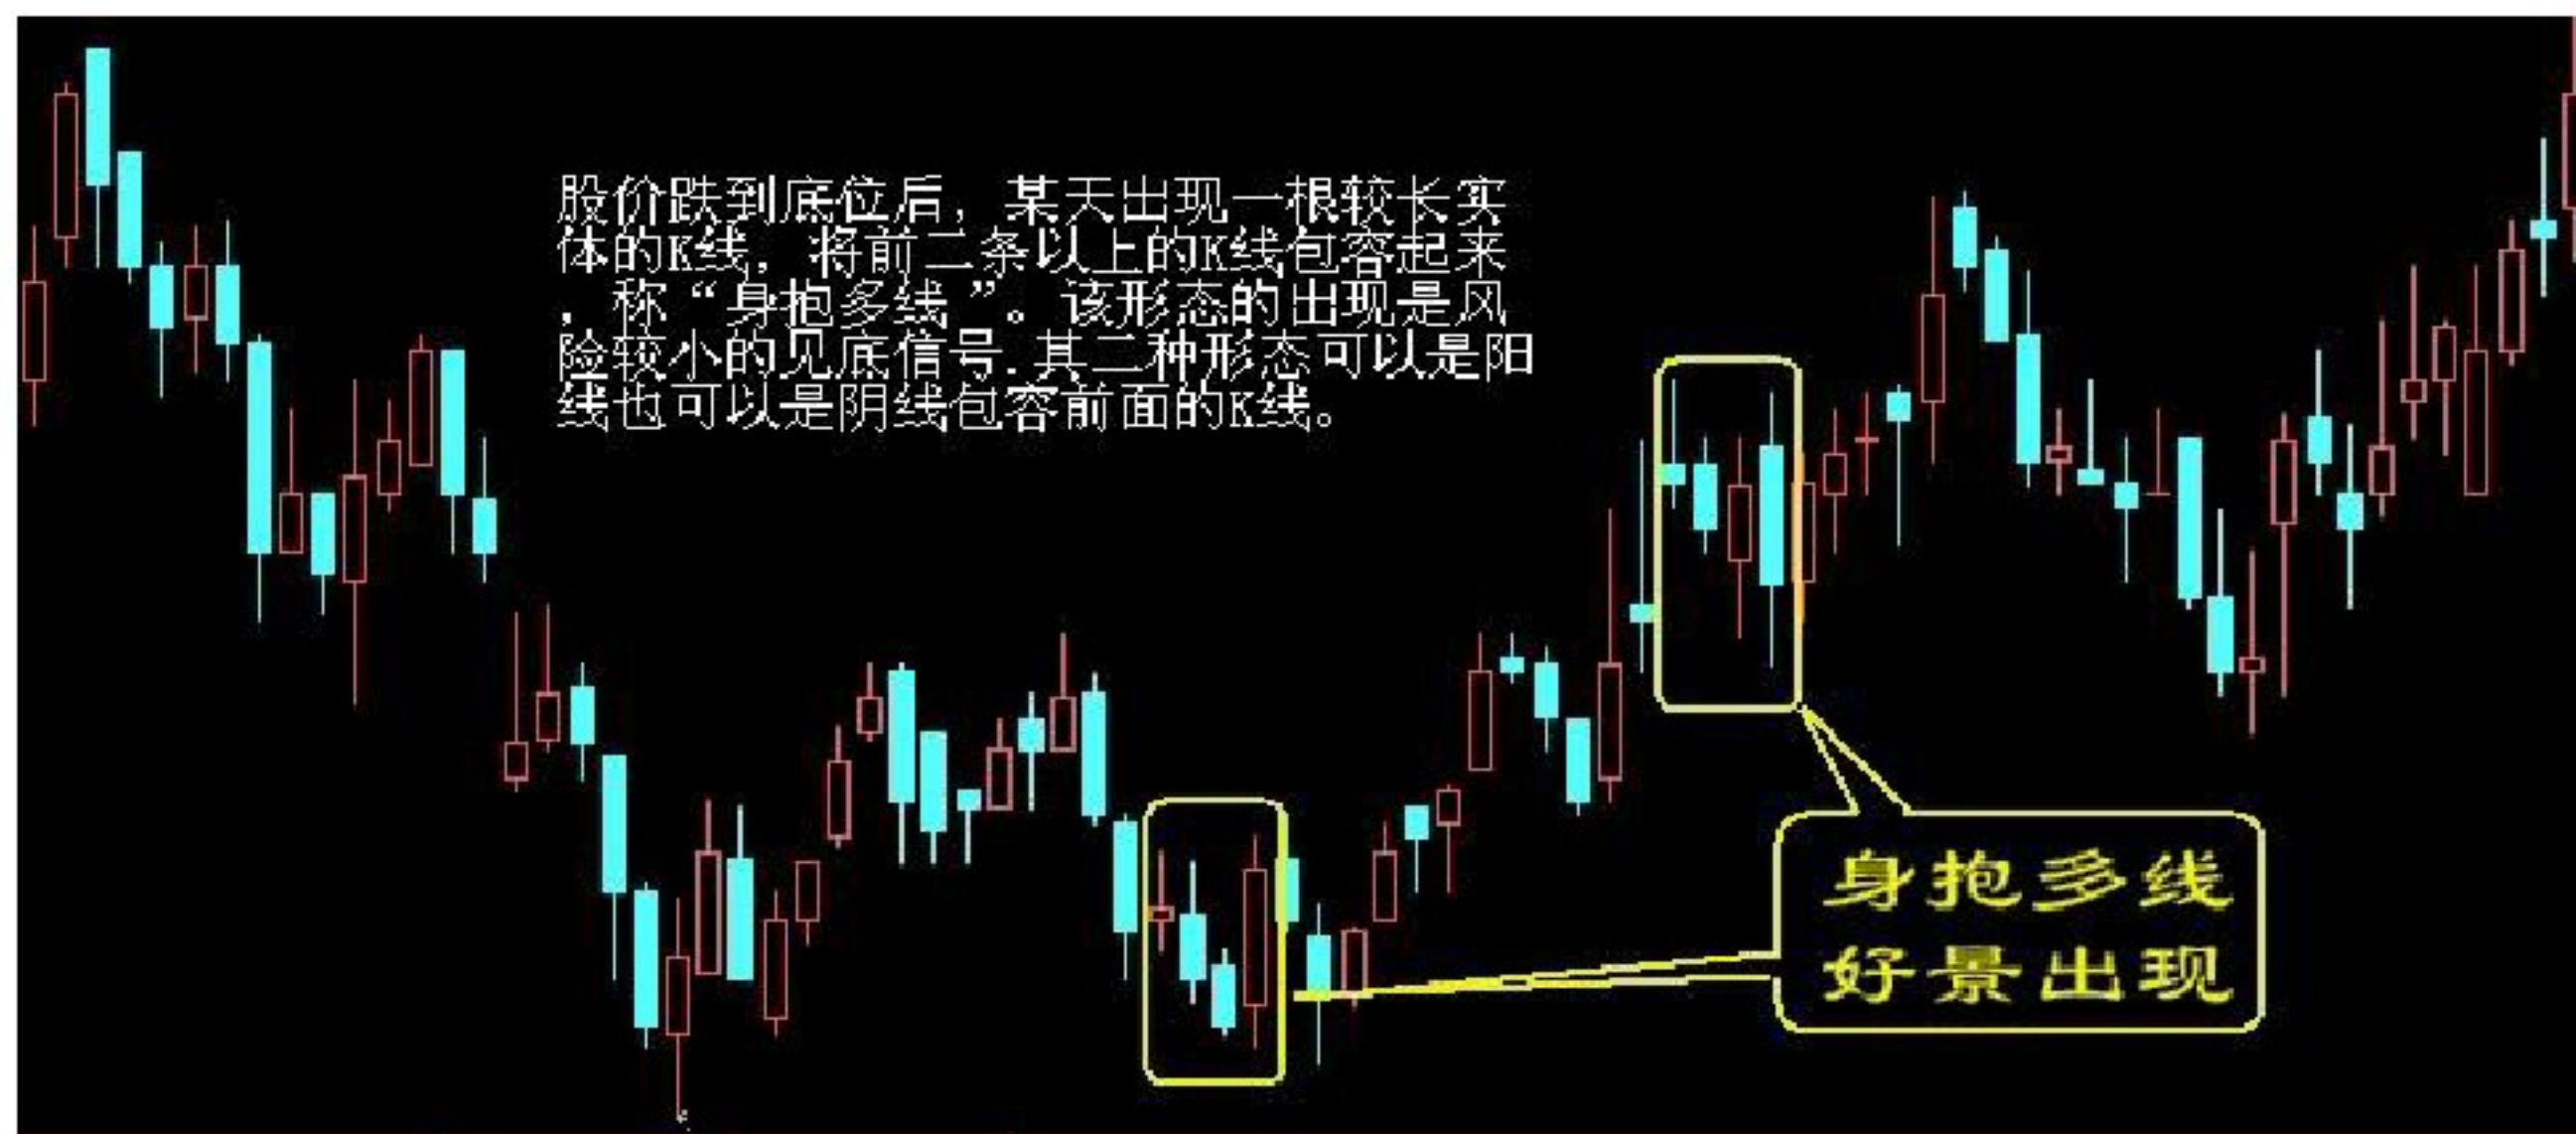 股价跌到底位后，某天出现一根较长实
体的K线，将前二条以上的K线包容起来
，称“身抱多线”。该形态的出现是风
险较小的见底信号.其二种形态可以是阳
线也可以是阴线包容前面的K线。
身抱多线
好景出现